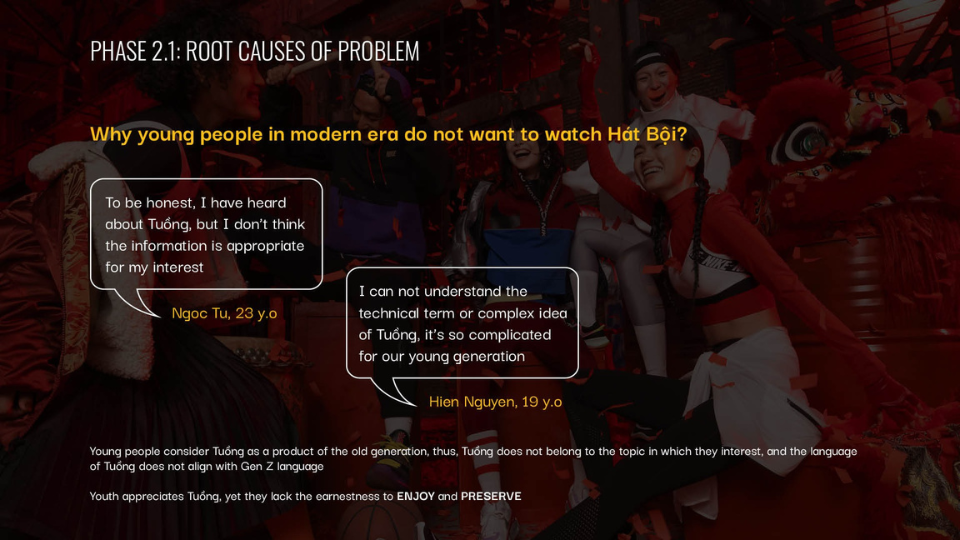 PHASE 2.1: ROOT CAUSES OF PROBLEM
Why young people in modern era do not want to watch Hát Bội?
To be honest, I have heard
about Tuồng, but I don't think
the information is appropriate
for my interest
Ngoc Tu, 23 y.o
I can not understand the
technical term or complex idea
of Tuồng, it's so complicated
for our young generation
Hien Nguyen, 19 y.o
Young people consider Tuồng as a product of the old generation, thus, Tuồng does not belong to the topic in which they interest, and the language
of Tuồng does not align with Gen Z language
Youth appreciates Tuồng, yet they lack the earnestness to ENJOY and PRESERVE